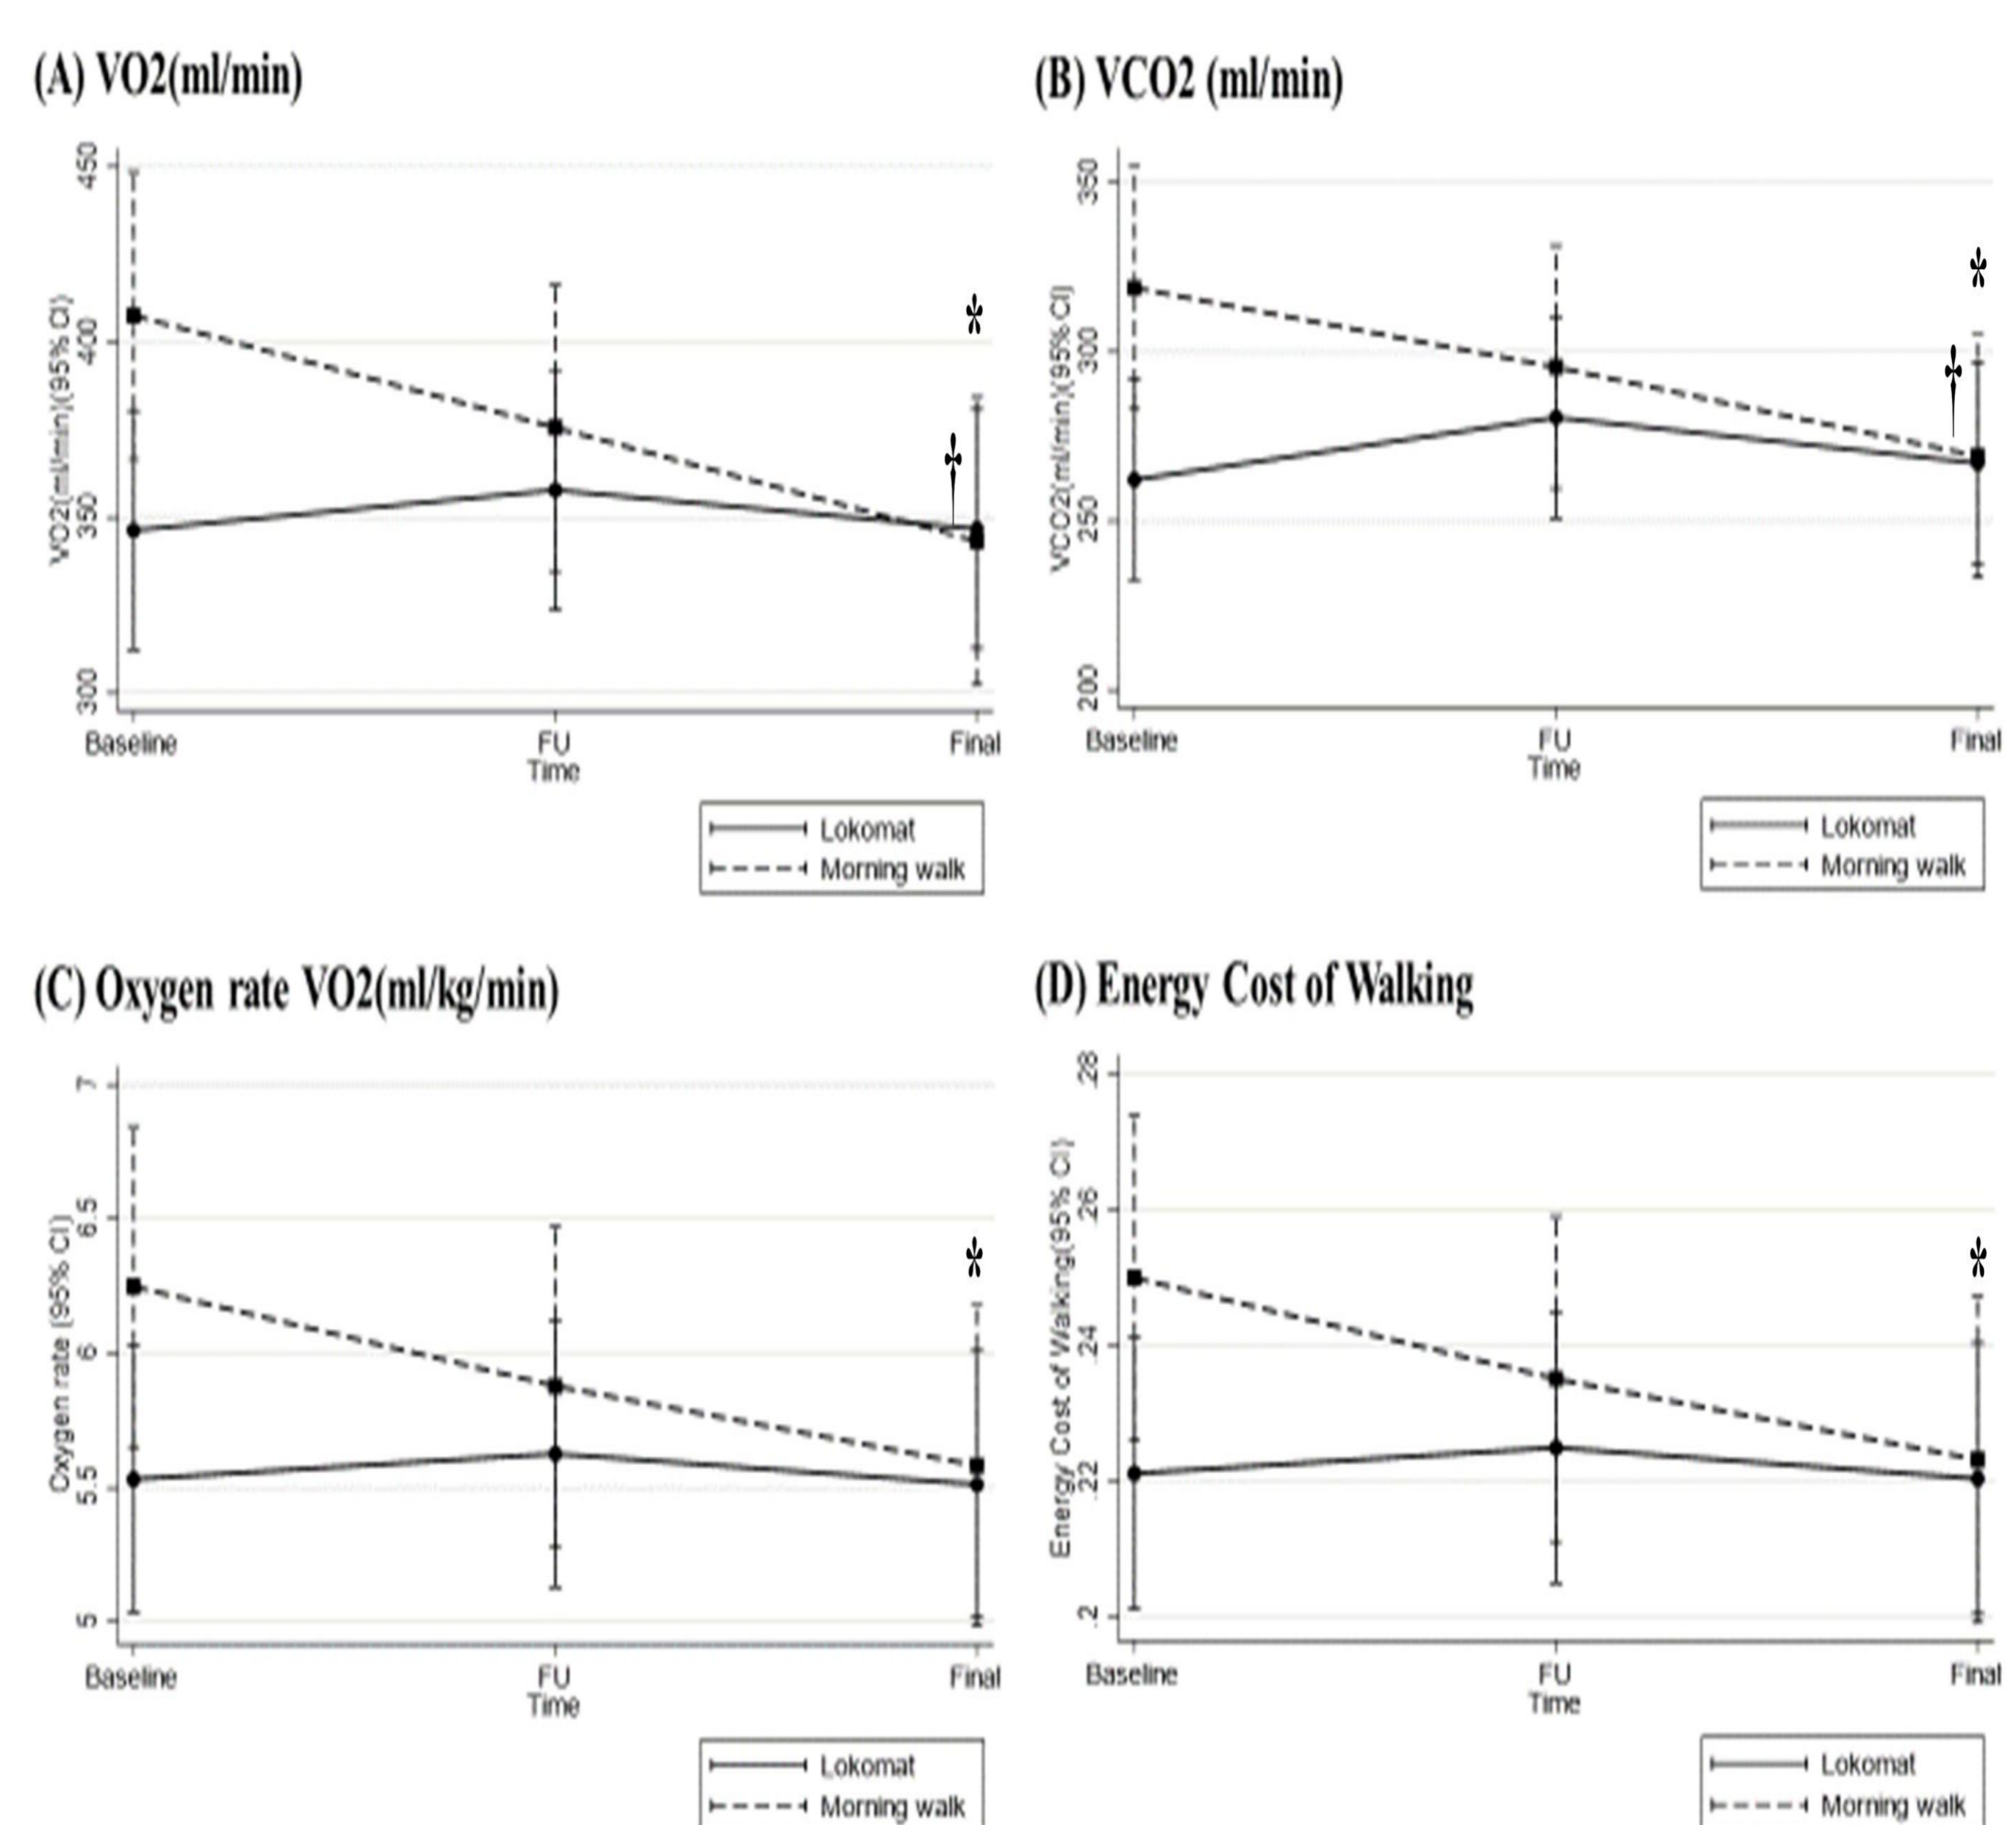 (A) VO2(ml/min)
VO2(ml/min)(95% CI)
450
400
350
300
Baseline
FU
Final
Time
Lokomat
Morning walk
*
†
(B) VCO2 (ml/min)
VCO2(ml/min)(95% CI)
350
300
250
200
Baseline
FU
Final
Time
Lokomat
Morning walk
*
†
(C) Oxygen rate VO2(ml/kg/min)
Oxygen rate (95% CI)
7
6.5
6
5.5
5
Baseline
FU
Final
Time
Lokomat
Morning walk
*
(D) Energy Cost of Walking
Energy Cost of Walking(95% CI)
.28
.26
.24
.22
.2
Baseline
FU
Final
Time
Lokomat
Morning walk
*